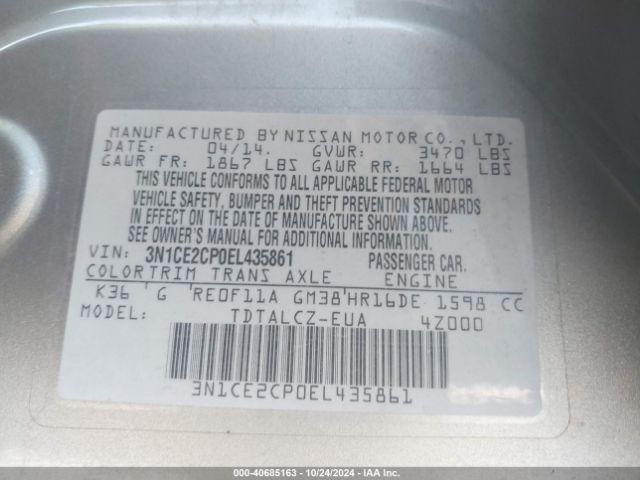 MANUFACTURED BY NISSAN MOTOR CO., LTD.
DATE: 04/14. GVWR: 3470 LBS
GAWR FR: 1867 LBS GAWR RR: 1664 LBS
THIS VEHICLE CONFORMS TO ALL APPLICABLE FEDERAL MOTOR
VEHICLE SAFETY, BUMPER AND THEFT PREVENTION STANDARDS
IN EFFECT ON THE DATE OF MANUFACTURE SHOWN ABOVE.
SEE OWNER'S MANUAL FOR ADDITIONAL INFORMATION.
VIN: 3N1CE2CP0EL435861 PASSENGER CAR.
COLOR TRIM TRANS AXLE ENGINE
K36 ' G 'RE0F11A GM38'HR16DE 1598 CC
MODEL: TDTALCZ-EUA 4Z000
3N1CE2CP0EL435861
000-40685163 - 10/24/2024 - IAA Inc.